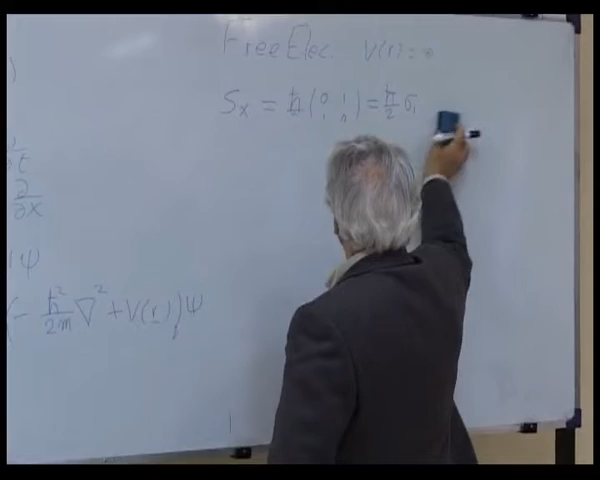 Free Elec. V(r) = 0
Sx = ħ/2 (0 1 1 0) = ħ/2 σ1
∂t
∂/∂x
Ψ
(- ħ²/2m ∇² + V(r)) Ψ